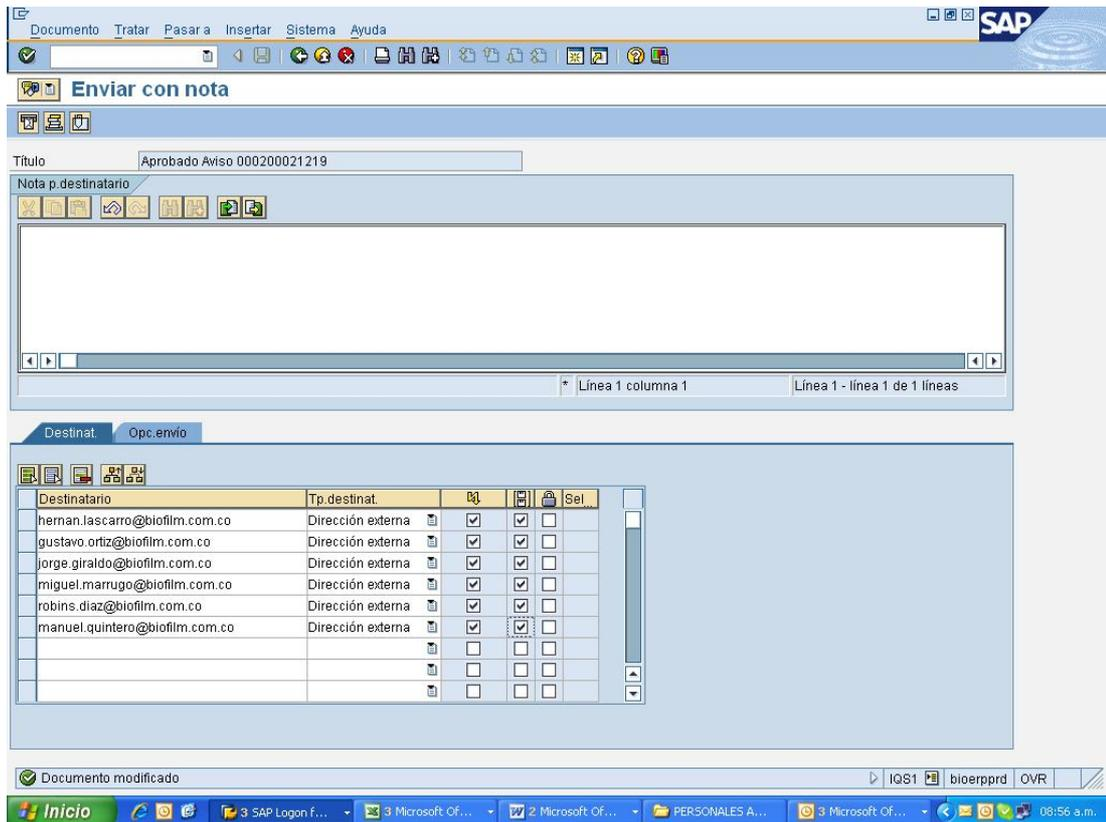 Documento Tratar Pasar a Insertar Sistema Ayuda
SAP
Enviar con nota
Título Aprobado Aviso 000200021219
Nota p.destinatario
* Línea 1 columna 1 Línea 1 - línea 1 de 1 líneas
Destinat. Opc.envío
Destinatario Tp.destinat. Sel
hernan.lascarro@biofilm.com.co Dirección externa
gustavo.ortiz@biofilm.com.co Dirección externa
jorge.giraldo@biofilm.com.co Dirección externa
miguel.marrugo@biofilm.com.co Dirección externa
robins.diaz@biofilm.com.co Dirección externa
manuel.quintero@biofilm.com.co Dirección externa
Documento modificado IQS1 bioerpprd OVR
Inicio 3 SAP Logon f... 3 Microsoft Of... 2 Microsoft Of... PERSONALES A... 3 Microsoft Of... 08:56 a.m.